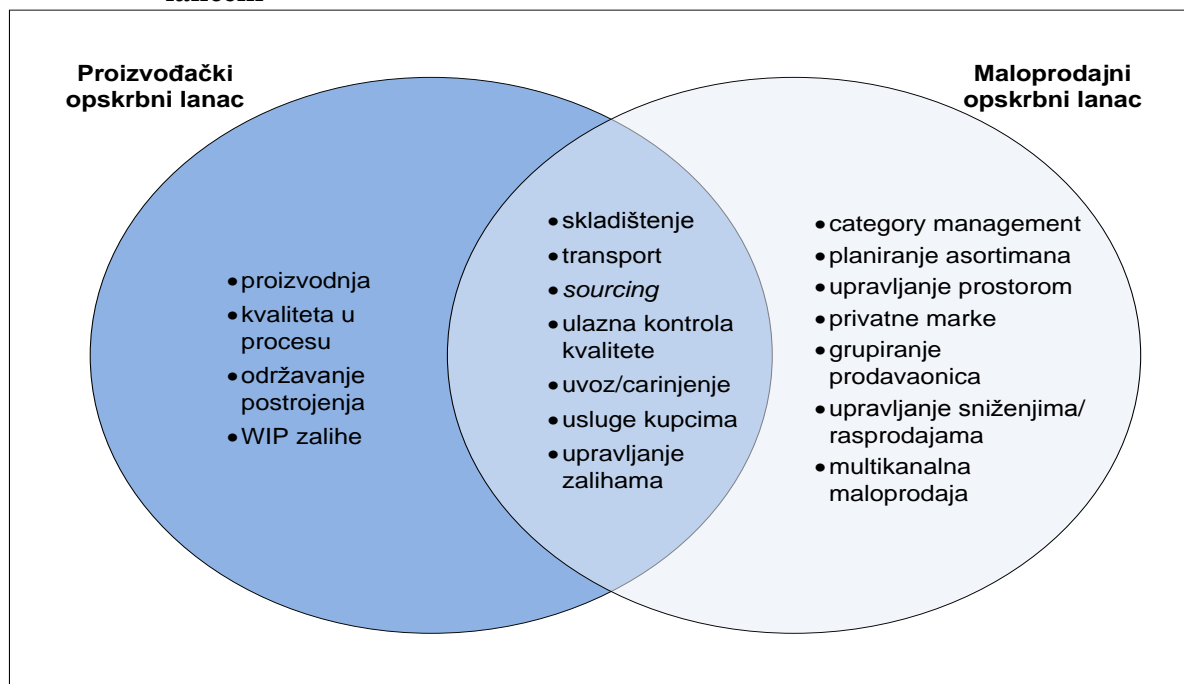 Proizvođački
opskrbni lanac
Maloprodajni
opskrbni lanac
• proizvodnja
• kvaliteta u
procesu
• održavanje
postrojenja
• WIP zalihe
• skladištenje
• transport
• sourcing
• ulazna kontrola
kvalitete
• uvoz/carinjenje
• usluge kupcima
• upravljanje
zalihama
• category management
• planiranje asortimana
• upravljanje prostorom
• privatne marke
• grupiranje
prodavaonica
• upravljanje sniženjima/
rasprodajama
• multikanalna
maloprodaja